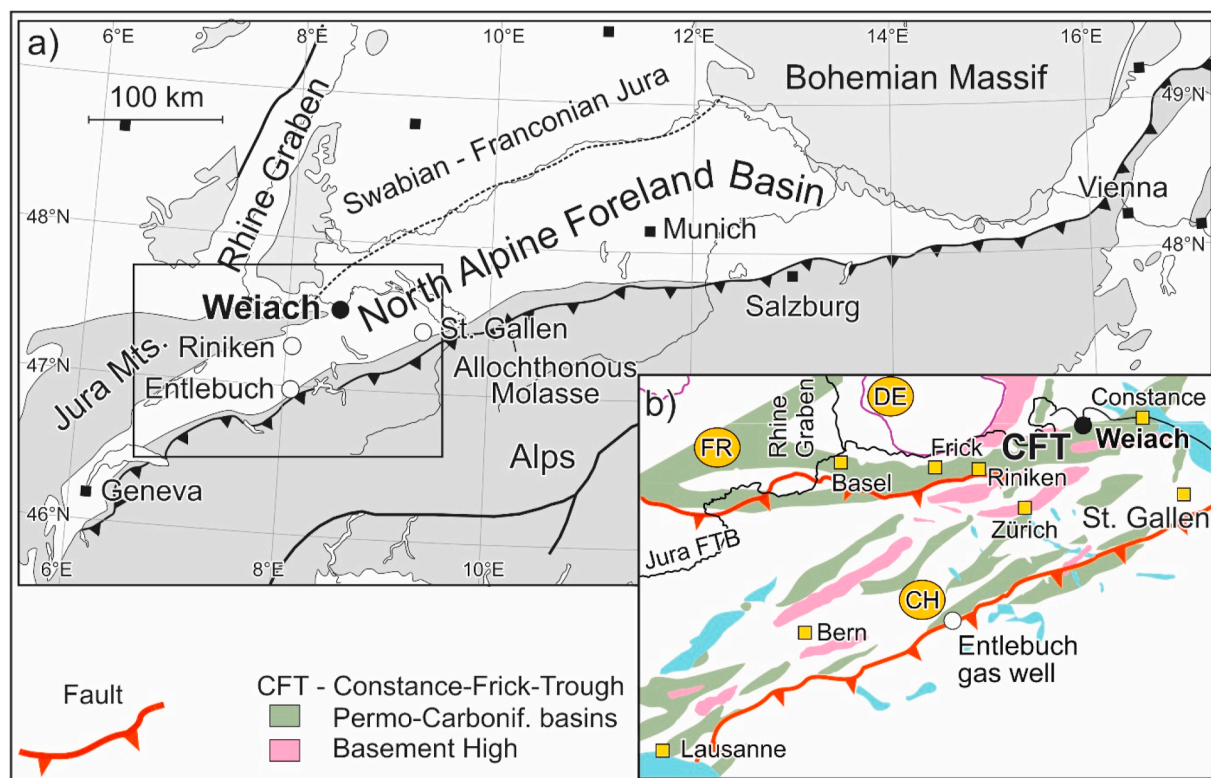 a)
6°E
8°E
10°E
12°E
14°E
16°E
100 km
Bohemian Massif
49°N
Rhine Graben
Swabian - Franconian Jura
48°N
North Alpine Foreland Basin
Vienna
Munich
48°N
Weiach
Salzburg
Riniken
St. Gallen
47°N
Jura Mts.
Entlebuch
Allochthonous
Molasse
Alps
Geneva
46°N
6°E
8°E
10°E
b)
DE
Constance
Rhine
Graben
FR
Frick
CFT
Weiach
Basel
Riniken
Zürich
St. Gallen
Jura FTB
CH
Bern
Entlebuch
gas well
Lausanne
Fault
CFT - Constance-Frick-Trough
Permo-Carbonif. basins
Basement High